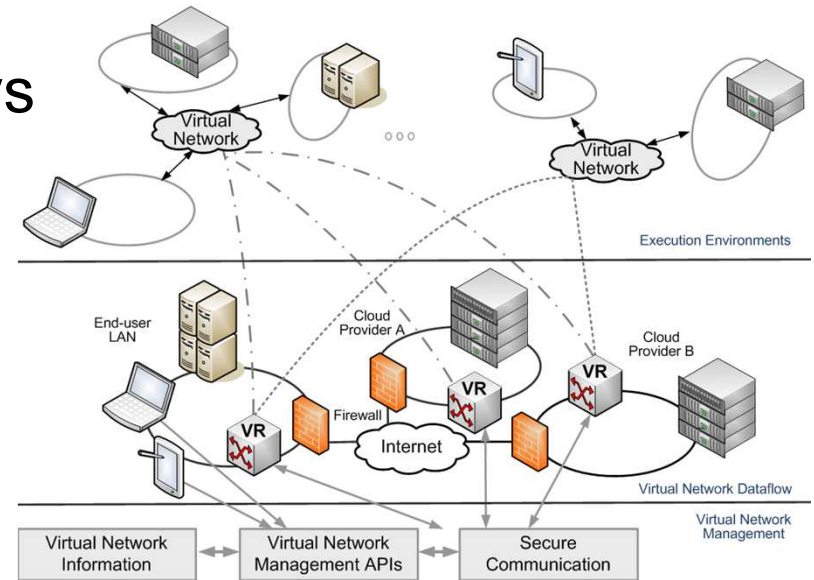 ys
Virtual
Network
Virtual
Network
Execution Environments
End-user
LAN
Cloud
Provider A
Cloud
Provider B
VR
VR
VR
Firewall
Internet
Virtual Network Dataflow
Virtual Network
Management
Virtual Network
Information
Virtual Network
Management APIs
Secure
Communication